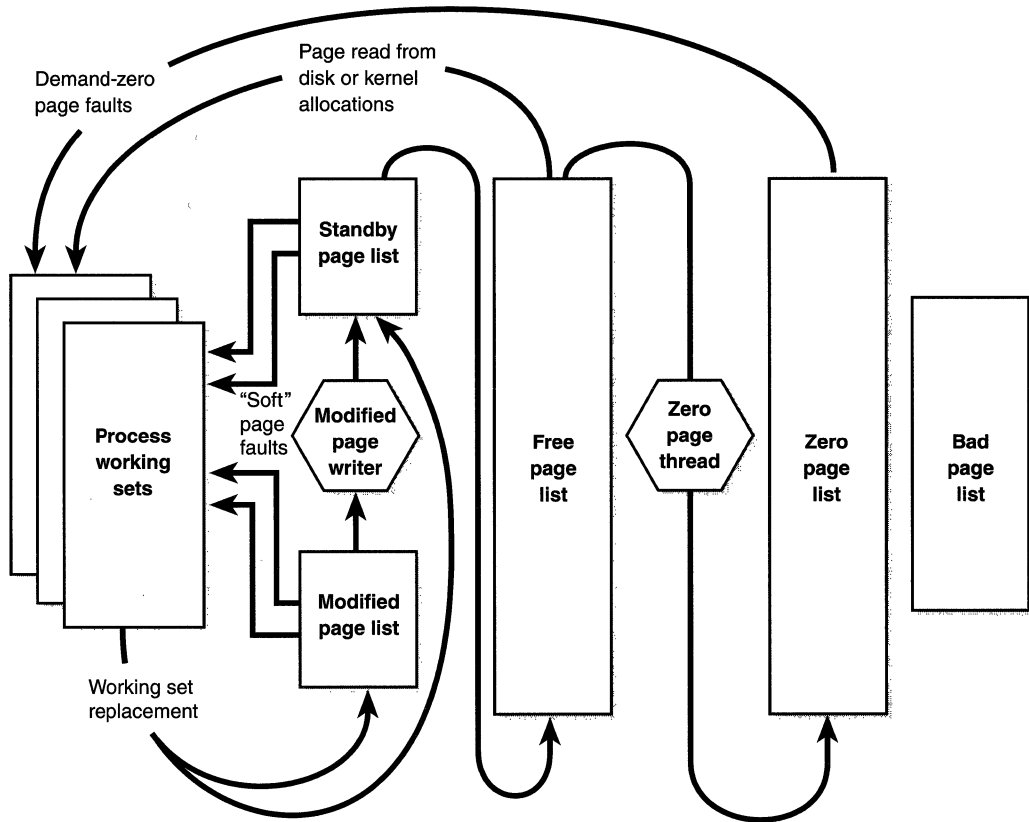 Demand-zero
page faults
Page read from
disk or kernel
allocations
Standby
page list
"Soft"
page
faults
Modified
page
writer
Process
working
sets
Free
page
list
Zero
page
thread
Zero
page
list
Bad
page
list
Modified
page list
Working set
replacement